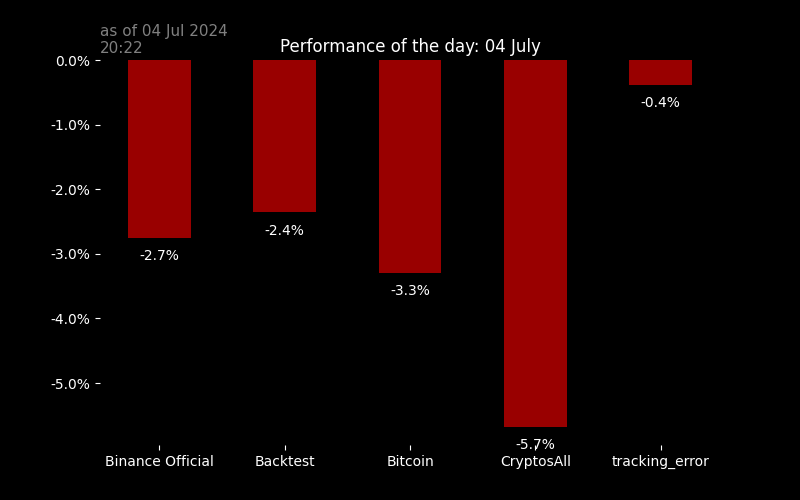 as of 04 Jul 2024
20:22
Performance of the day: 04 July
0.0%
-1.0%
-2.0%
-3.0%
-4.0%
-5.0%
-2.7%
-2.4%
-3.3%
-5.7%
-0.4%
Binance Official
Backtest
Bitcoin
CryptosAll
tracking_error